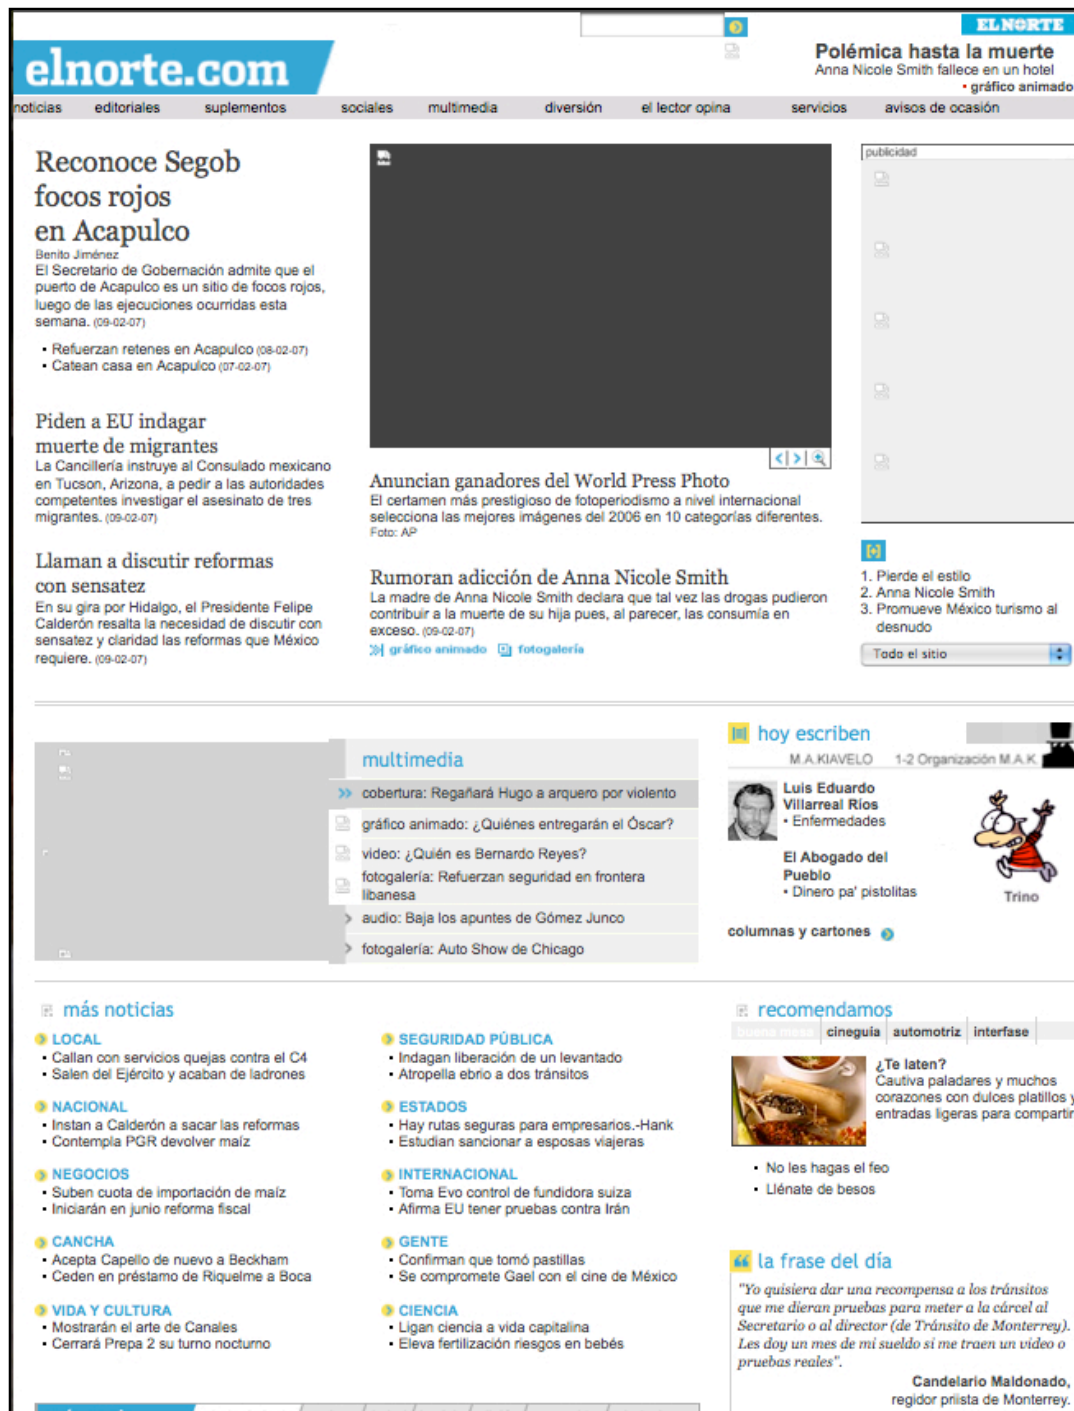 EL NORTE
elnorte.com
Polémica hasta la muerte
Anna Nicole Smith fallece en un hotel
• gráfico animado
noticias editoriales suplementos sociales multimedia diversión el lector opina servicios avisos de ocasión
Reconoce Segob
focos rojos
en Acapulco
Benito Jiménez
El Secretario de Gobernación admite que el
puerto de Acapulco es un sitio de focos rojos,
luego de las ejecuciones ocurridas esta
semana. (09-02-07)
▪ Refuerzan retenes en Acapulco (08-02-07)
▪ Catean casa en Acapulco (07-02-07)
Piden a EU indagar
muerte de migrantes
La Cancillería instruye al Consulado mexicano
en Tucson, Arizona, a pedir a las autoridades
competentes investigar el asesinato de tres
migrantes. (09-02-07)
Llaman a discutir reformas
con sensatez
En su gira por Hidalgo, el Presidente Felipe
Calderón resalta la necesidad de discutir con
sensatez y claridad las reformas que México
requiere. (09-02-07)
Anuncian ganadores del World Press Photo
El certamen más prestigioso de fotoperiodismo a nivel internacional
selecciona las mejores imágenes del 2006 en 10 categorías diferentes.
Foto: AP
Rumoran adicción de Anna Nicole Smith
La madre de Anna Nicole Smith declara que tal vez las drogas pudieron
contribuir a la muerte de su hija pues, al parecer, las consumía en
exceso. (09-02-07)
gráfico animado fotogalería
publicidad
[+]
1. Pierde el estilo
2. Anna Nicole Smith
3. Promueve México turismo al
desnudo
Todo el sitio
multimedia
cobertura: Regañará Hugo a arquero por violento
gráfico animado: ¿Quiénes entregarán el Óscar?
video: ¿Quién es Bernardo Reyes?
fotogalería: Refuerzan seguridad en frontera
libanesa
audio: Baja los apuntes de Gómez Junco
fotogalería: Auto Show de Chicago
hoy escriben
M.A.KIAVELO 1-2 Organización M.A.K.
Luis Eduardo
Villarreal Ríos
• Enfermedades
El Abogado del
Pueblo
• Dinero pa' pistolitas
Trino
columnas y cartones
más noticias
LOCAL
▪ Callan con servicios quejas contra el C4
▪ Salen del Ejército y acaban de ladrones
NACIONAL
▪ Instan a Calderón a sacar las reformas
▪ Contempla PGR devolver maíz
NEGOCIOS
▪ Suben cuota de importación de maíz
▪ Iniciarán en junio reforma fiscal
CANCHA
▪ Acepta Capello de nuevo a Beckham
▪ Ceden en préstamo de Riquelme a Boca
VIDA Y CULTURA
▪ Mostrarán el arte de Canales
▪ Cerrará Prepa 2 su turno nocturno
SEGURIDAD PÚBLICA
▪ Indagan liberación de un levantado
▪ Atropella ebrio a dos tránsitos
ESTADOS
▪ Hay rutas seguras para empresarios.-Hank
▪ Estudian sancionar a esposas viajeras
INTERNACIONAL
▪ Toma Evo control de fundidora suiza
▪ Afirma EU tener pruebas contra Irán
GENTE
▪ Confirman que tomó pastillas
▪ Se compromete Gael con el cine de México
CIENCIA
▪ Ligan ciencia a vida capitalina
▪ Eleva fertilización riesgos en bebés
recomendamos
buena mesa cineguía automotriz interfase
¿Te laten?
Cautiva paladares y muchos
corazones con dulces platillos y
entradas ligeras para compartir
• No les hagas el feo
• Llénate de besos
la frase del día
"Yo quisiera dar una recompensa a los tránsitos
que me dieran pruebas para meter a la cárcel al
Secretario o al director (de Tránsito de Monterrey).
Les doy un mes de mi sueldo si me traen un video o
pruebas reales".
Candelario Maldonado,
regidor priista de Monterrey.